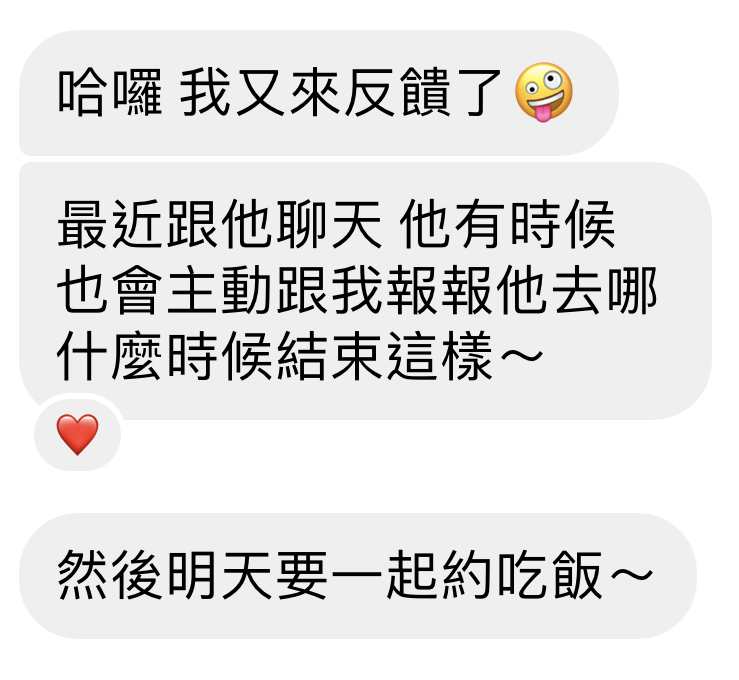 哈囉 我又來反饋了🤪
最近跟他聊天 他有時候
也會主動跟我報報他去哪
什麼時候結束這樣～
❤️
然後明天要一起約吃飯～